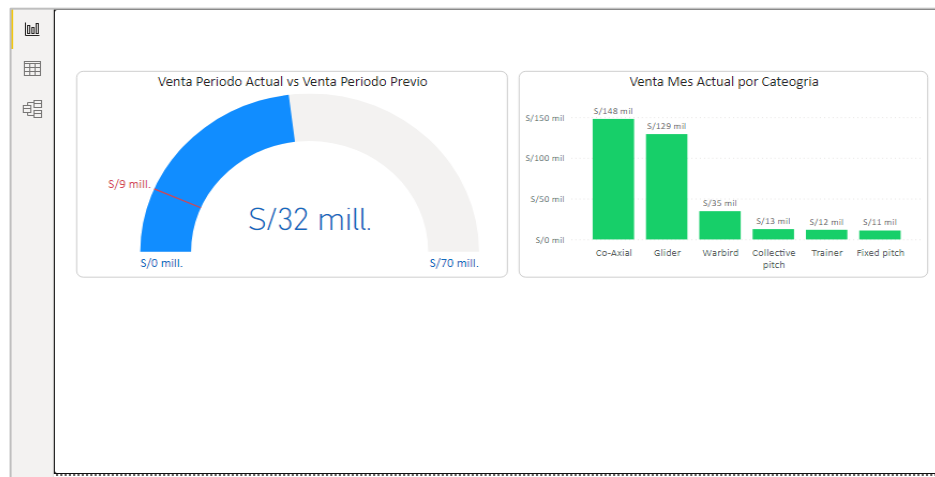 Venta Periodo Actual vs Venta Periodo Previo
S/9 mill.
S/32 mill.
S/0 mill.
S/70 mill.
Venta Mes Actual por Cateogria
S/150 mil
S/100 mil
S/50 mil
S/0 mil
S/148 mil
S/129 mil
S/35 mil
S/13 mil
S/12 mil
S/11 mil
Co-Axial
Glider
Warbird
Collective
pitch
Trainer
Fixed pitch